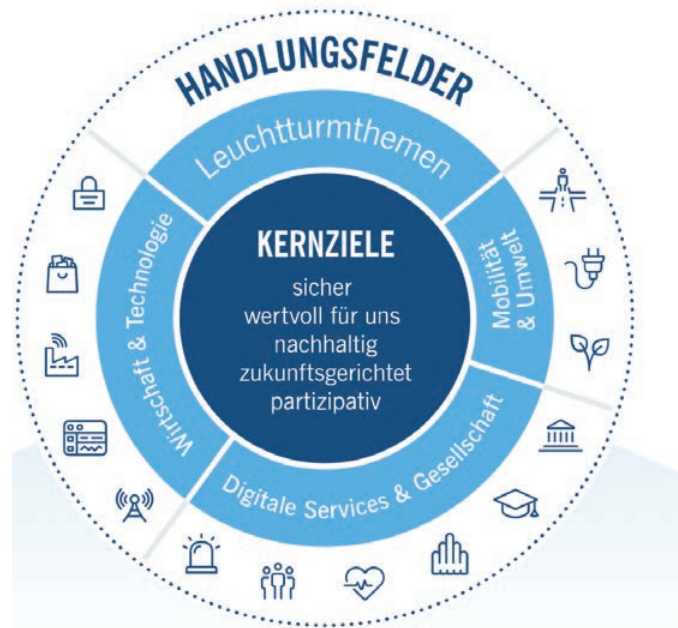 HANDLUNGSFELDER
Leuchtturmthemen
KERNZIELE
sicher
wertvoll für uns
nachhaltig
zukunftsgerichtet
partizipativ
Mobilität
& Umwelt
Digitale Services & Gesellschaft
Wirtschaft & Technologie